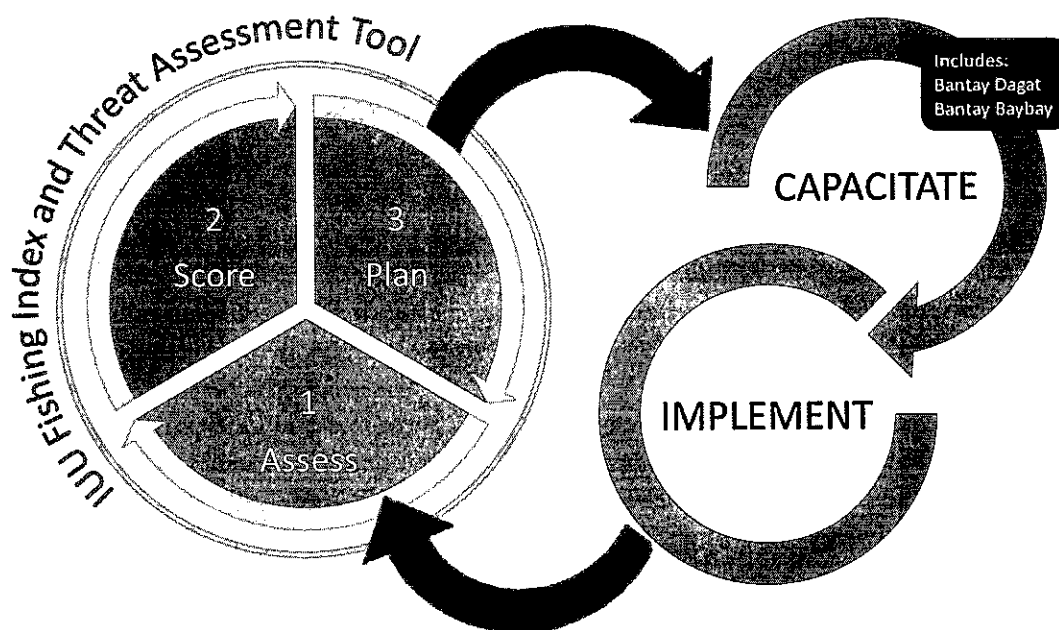 IUU Fishing Index and Threat Assessment Tool
2
Score
3
Plan
1
Assess
Includes:
Bantay Dagat
Bantay Baybay
CAPACITATE
IMPLEMENT